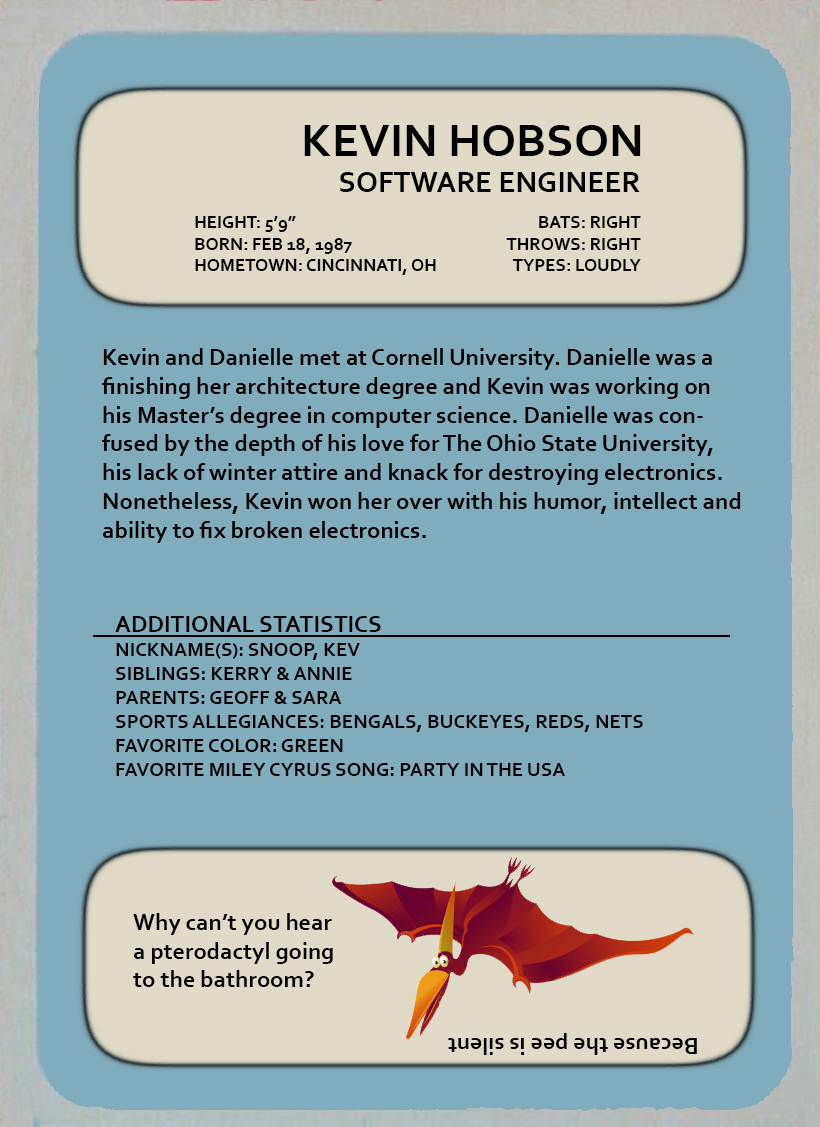 KEVIN HOBSON
SOFTWARE ENGINEER
HEIGHT: 5'9"
BORN: FEB 18, 1987
HOMETOWN: CINCINNATI, OH
BATS: RIGHT
THROWS: RIGHT
TYPES: LOUDLY
Kevin and Danielle met at Cornell University. Danielle was a
finishing her architecture degree and Kevin was working on
his Master's degree in computer science. Danielle was con-
fused by the depth of his love for The Ohio State University,
his lack of winter attire and knack for destroying electronics.
Nonetheless, Kevin won her over with his humor, intellect and
ability to fix broken electronics.
ADDITIONAL STATISTICS
NICKNAME(S): SNOOP, KEV
SIBLINGS: KERRY & ANNIE
PARENTS: GEOFF & SARA
SPORTS ALLEGIANCES: BENGALS, BUCKEYES, REDS, NETS
FAVORITE COLOR: GREEN
FAVORITE MILEY CYRUS SONG: PARTY IN THE USA
Why can't you hear
a pterodactyl going
to the bathroom?
Because the pee is silent